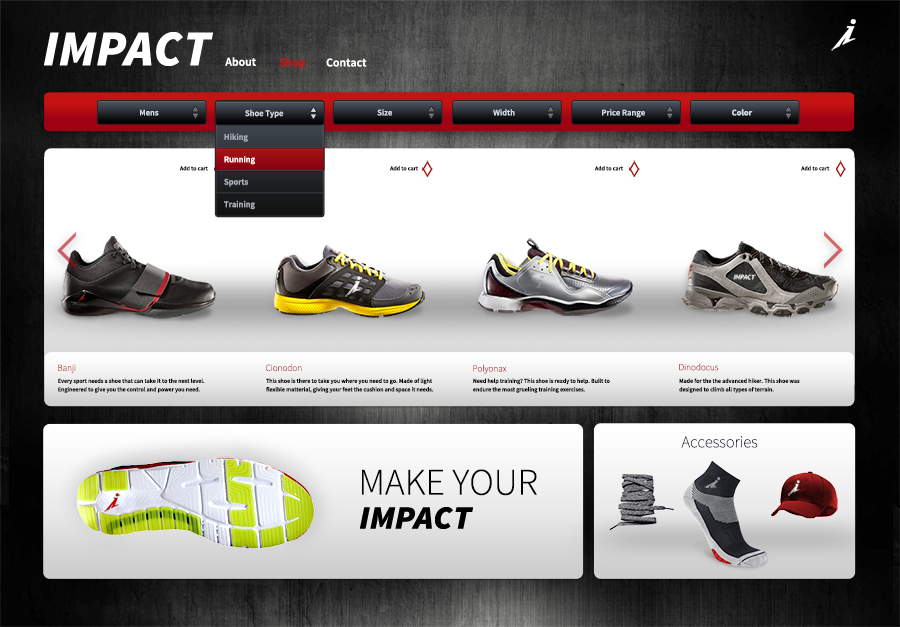 IMPACT
About Shop Contact
Mens Shoe Type Size Width Price Range Color
Hiking
Running
Sports
Training
Add to cart Add to cart Add to cart Add to cart
IMPACT
Banji
Every sport needs a shoe that can take it to the next level.
Engineered to give you the control and power you need.
Cionodon
This shoe is there to take you where you need to go. Made of light
flexible material, giving your feet the cushion and space it needs.
Polyonax
Need help training? This shoe is ready to help. Built to
endure the most grueling training exercises.
Dinodocus
Made for the the advanced hiker. This shoe was
designed to climb all types of terrain.
MAKE YOUR
IMPACT
Accessories